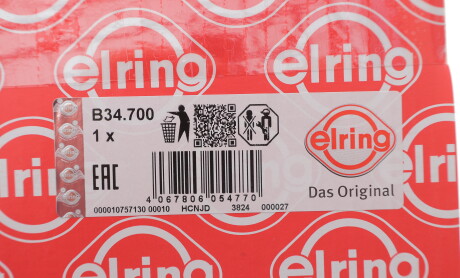 elring
elring
B34.700
1 x
EAC
4 067806 054770
000010757130 00010 HCNJD 3824 000027
elring
Das Original
elring
elring
elring